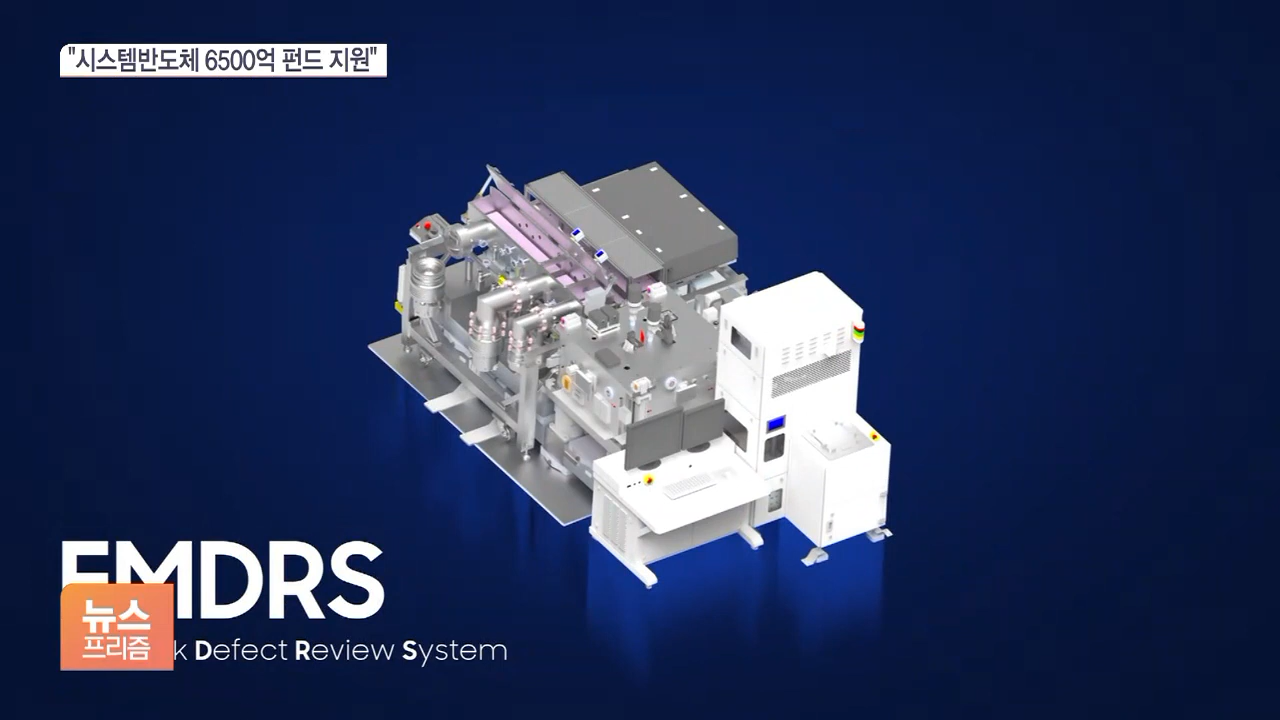 "시스템반도체 6500억 펀드 지원"
EMDRS
뉴스
프리즘
k Defect Review System